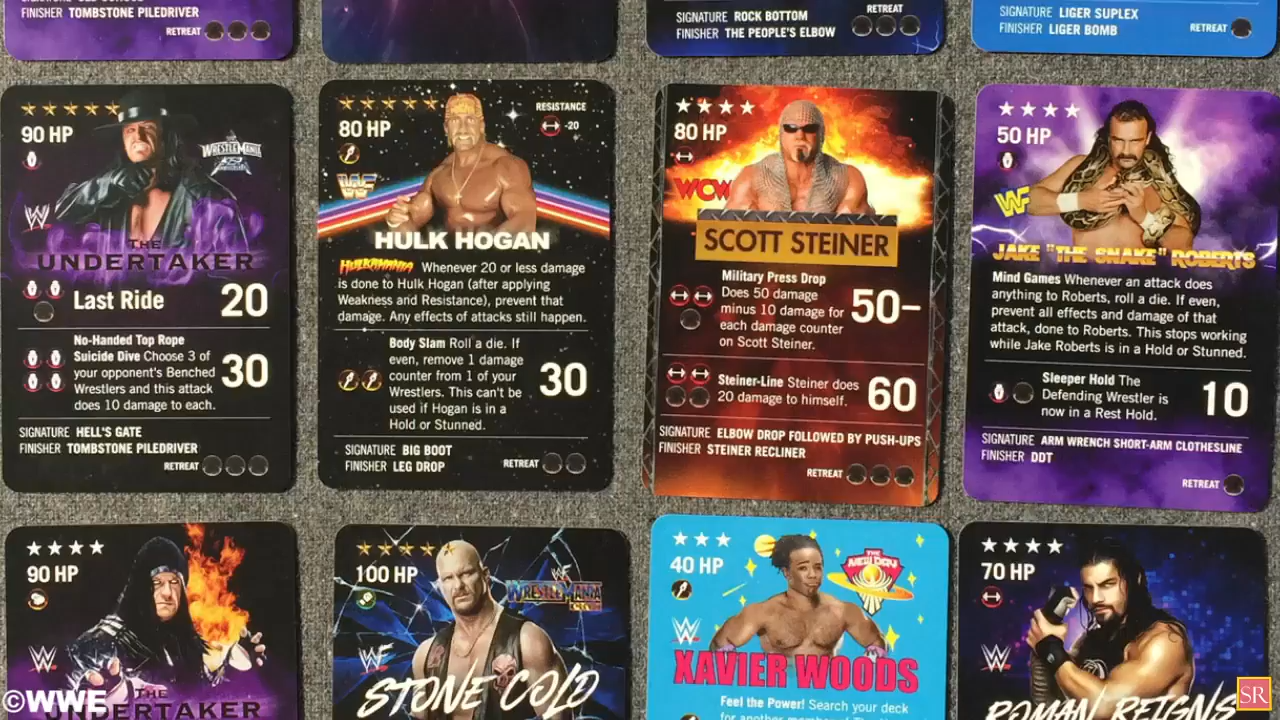 FINISHER TOMBSTONE PILEDRIVER
RETREAT
SIGNATURE ROCK BOTTOM
FINISHER THE PEOPLE'S ELBOW
RETREAT
SIGNATURE LIGER SUPLEX
FINISHER LIGER BOMB
RETREAT
90 HP
WRESTLEMANIA
W
THE
UNDERTAKER
Last Ride 20
No-Handed Top Rope
Suicide Dive Choose 3 of
your opponent's Benched
Wrestlers and this attack
does 10 damage to each.
30
SIGNATURE HELL'S GATE
FINISHER TOMBSTONE PILEDRIVER
RETREAT
80 HP
RESISTANCE
-20
WF
HULK HOGAN
HULKAMANIA Whenever 20 or less damage
is done to Hulk Hogan (after applying
Weakness and Resistance), prevent that
damage. Any effects of attacks still happen.
Body Slam Roll a die. If
even, remove 1 damage
counter from 1 of your
Wrestlers. This can't be
used if Hogan is in a
Hold or Stunned.
30
SIGNATURE BIG BOOT
FINISHER LEG DROP
RETREAT
80 HP
WCW
SCOTT STEINER
Military Press Drop
Does 50 damage
minus 10 damage for
each damage counter
on Scott Steiner.
50-
Steiner-Line Steiner does
20 damage to himself.
60
SIGNATURE ELBOW DROP FOLLOWED BY PUSH-UPS
FINISHER STEINER RECLINER
RETREAT
50 HP
WF
JAKE "THE SNAKE" ROBERTS
Mind Games Whenever an attack does
anything to Roberts, roll a die. If even,
prevent all effects and damage of that
attack, done to Roberts. This stops working
while Jake Roberts is in a Hold or Stunned.
Sleeper Hold The
Defending Wrestler is
now in a Rest Hold.
10
SIGNATURE ARM WRENCH SHORT-ARM CLOTHESLINE
FINISHER DDT
RETREAT
90 HP
W
THE
UNDERTAKER
100 HP
WF
WRESTLEMANIA
WF
STONE COLD
40 HP
THE
NEW DAY
W
XAVIER WOODS
Feel the Power! Search your deck
for another member of
70 HP
W
ROMAN REIGNS
©WWE
SR